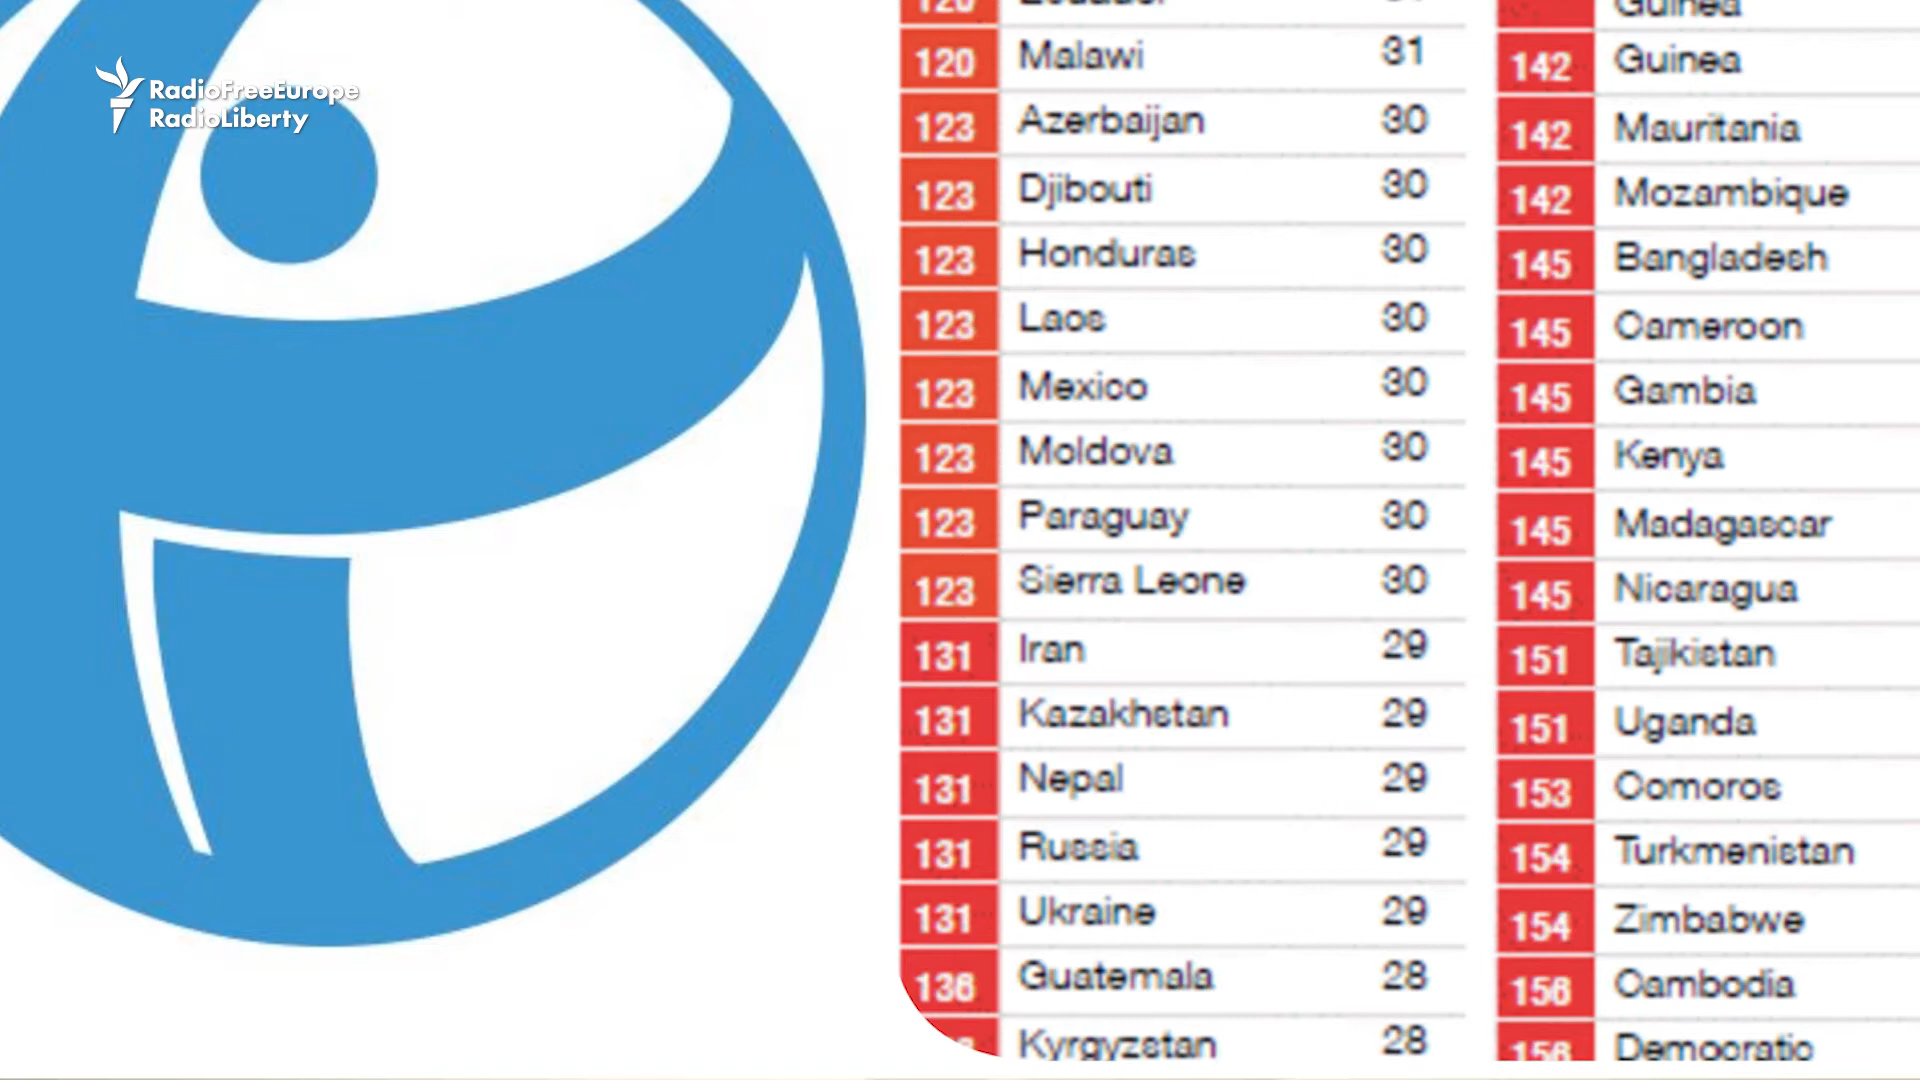 RadioFreeEurope
RadioLiberty
120 Malawi 31
123 Azerbaijan 30
123 Djibouti 30
123 Honduras 30
123 Laos 30
123 Mexico 30
123 Moldova 30
123 Paraguay 30
123 Sierra Leone 30
131 Iran 29
131 Kazakhstan 29
131 Nepal 29
131 Russia 29
131 Ukraine 29
136 Guatemala 28
Kyrgyzstan 28
Guinea
142 Guinea
142 Mauritania
142 Mozambique
145 Bangladesh
145 Cameroon
145 Gambia
145 Kenya
145 Madagascar
145 Nicaragua
151 Tajikistan
151 Uganda
153 Comoros
154 Turkmenistan
154 Zimbabwe
156 Cambodia
156 Democratic